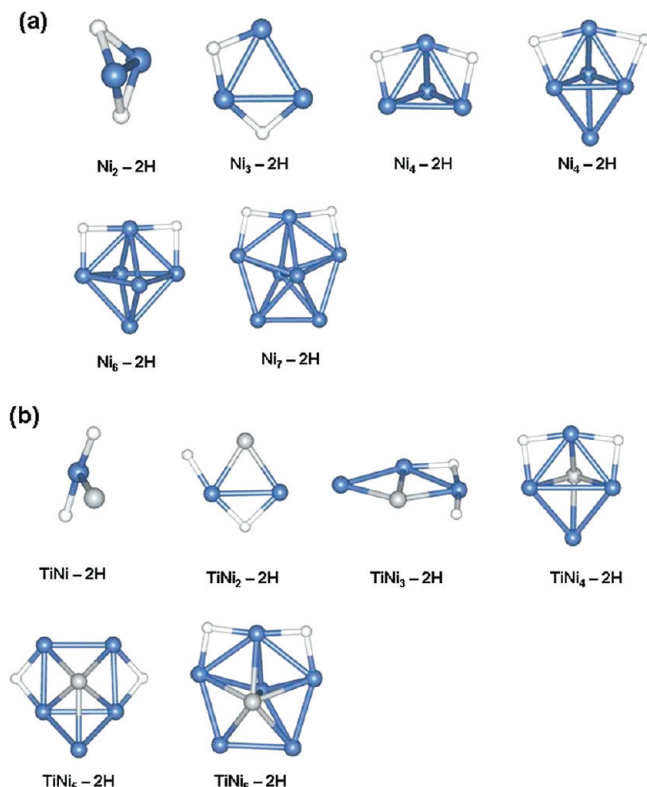 (a)
Ni₂ – 2H Ni₃ – 2H Ni₄ – 2H Ni₄ – 2H
Ni₆ – 2H Ni₇ – 2H
(b)
TiNi – 2H TiNi₂ – 2H TiNi₃ – 2H TiNi₄ – 2H
TiNi₅ – 2H TiNi₆ – 2H